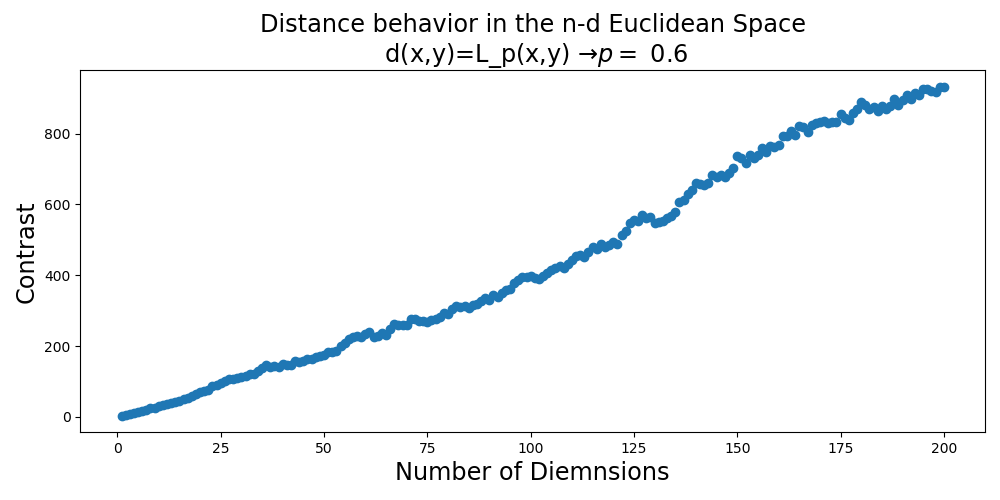 Distance behavior in the n-d Euclidean Space
d(x,y)=L_p(x,y) →p = 0.6
Contrast
800
600
400
200
0
0 25 50 75 100 125 150 175 200
Number of Diemnsions